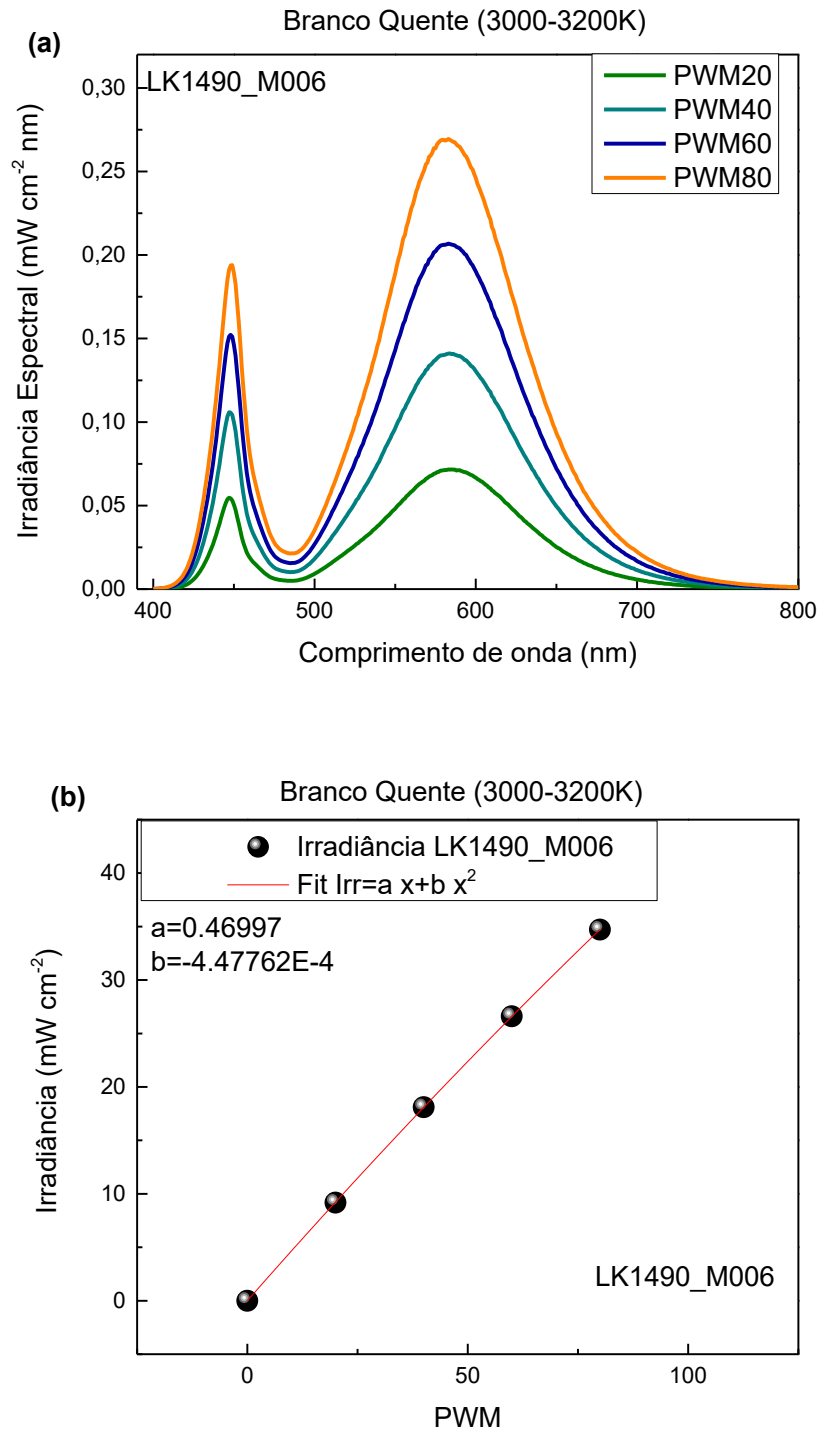 Branco Quente (3000-3200K)
(a)
LK1490_M006
PWM20
PWM40
PWM60
PWM80
0,30
0,25
0,20
0,15
0,10
0,05
0,00
Irradiância Espectral (mW cm⁻² nm)
400 500 600 700 800
Comprimento de onda (nm)
Branco Quente (3000-3200K)
(b)
Irradiância LK1490_M006
Fit Irr=a x+b x²
a=0.46997
b=-4.47762E-4
40
30
20
10
0
Irradiância (mW cm⁻²)
LK1490_M006
0 50 100
PWM